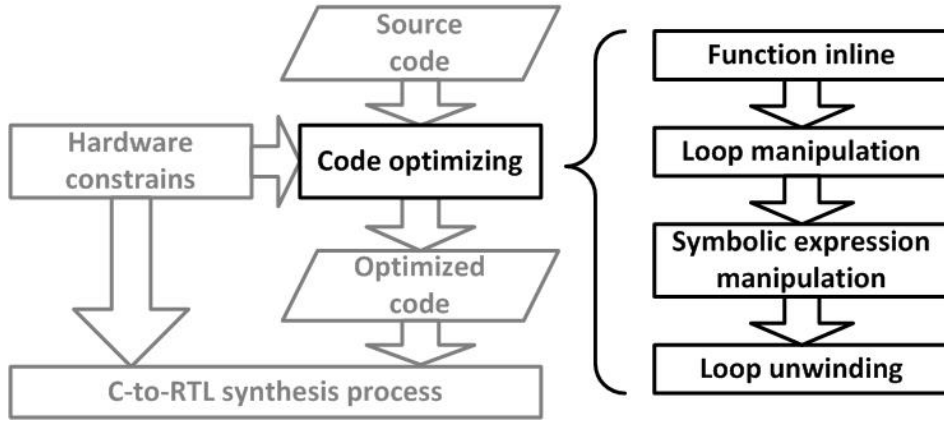 Source
code
Hardware
constrains
Code optimizing
Optimized
code
C-to-RTL synthesis process
Function inline
Loop manipulation
Symbolic expression
manipulation
Loop unwinding